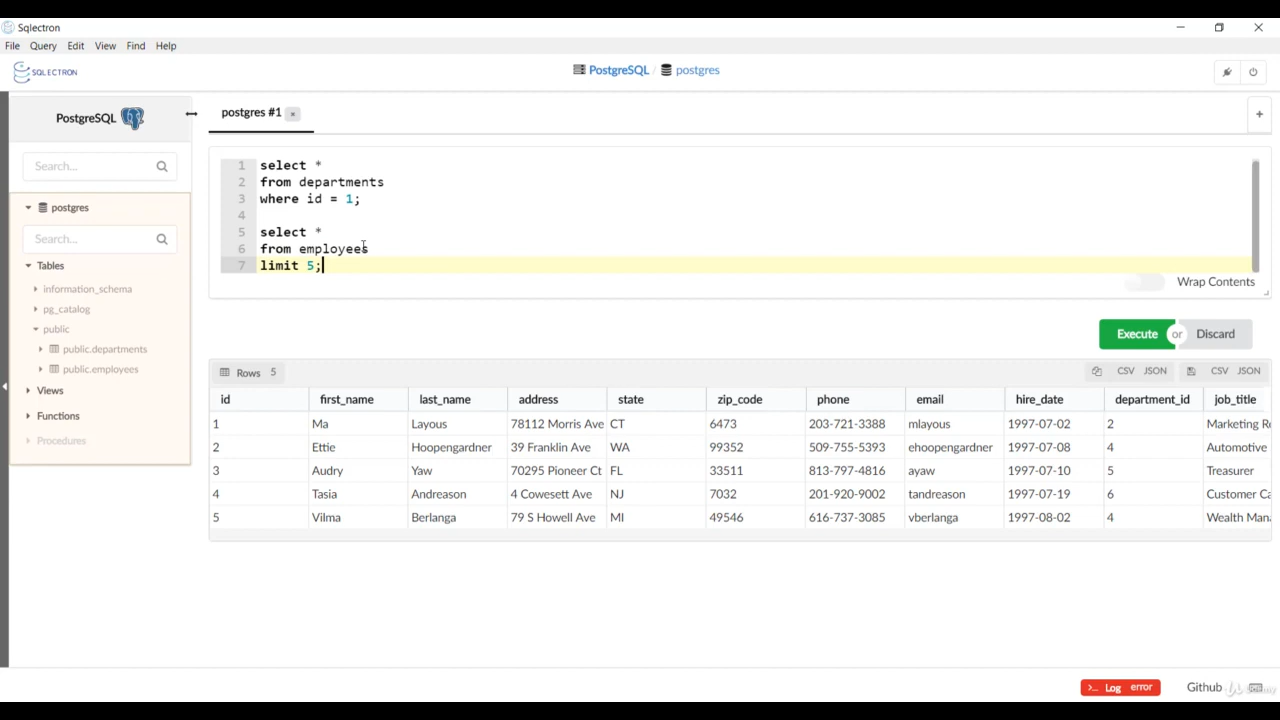 Sqlectron
File Query Edit View Find Help
SQLECTRON
PostgreSQL / postgres
PostgreSQL
postgres #1 ×
+
Search...
postgres
Search...
Tables
information_schema
pg_catalog
public
public.departments
public.employees
Views
Functions
Procedures
1 select *
2 from departments
3 where id = 1;
4
5 select *
6 from employees
7 limit 5;
Wrap Contents
Execute or Discard
Rows 5 CSV JSON CSV JSON
id first_name last_name address state zip_code phone email hire_date department_id job_title
1 Ma Layous 78112 Morris Ave CT 6473 203-721-3388 mlayous 1997-07-02 2 Marketing Re
2 Ettie Hoopengardner 39 Franklin Ave WA 99352 509-755-5393 ehoopengardner 1997-07-08 4 Automotive
3 Audry Yaw 70295 Pioneer Ct FL 33511 813-797-4816 ayaw 1997-07-10 5 Treasurer
4 Tasia Andreason 4 Cowesett Ave NJ 7032 201-920-9002 tandreason 1997-07-19 6 Customer Ca
5 Vilma Berlanga 79 S Howell Ave MI 49546 616-737-3085 vberlanga 1997-08-02 4 Wealth Man
>_ Log error Github Udemy